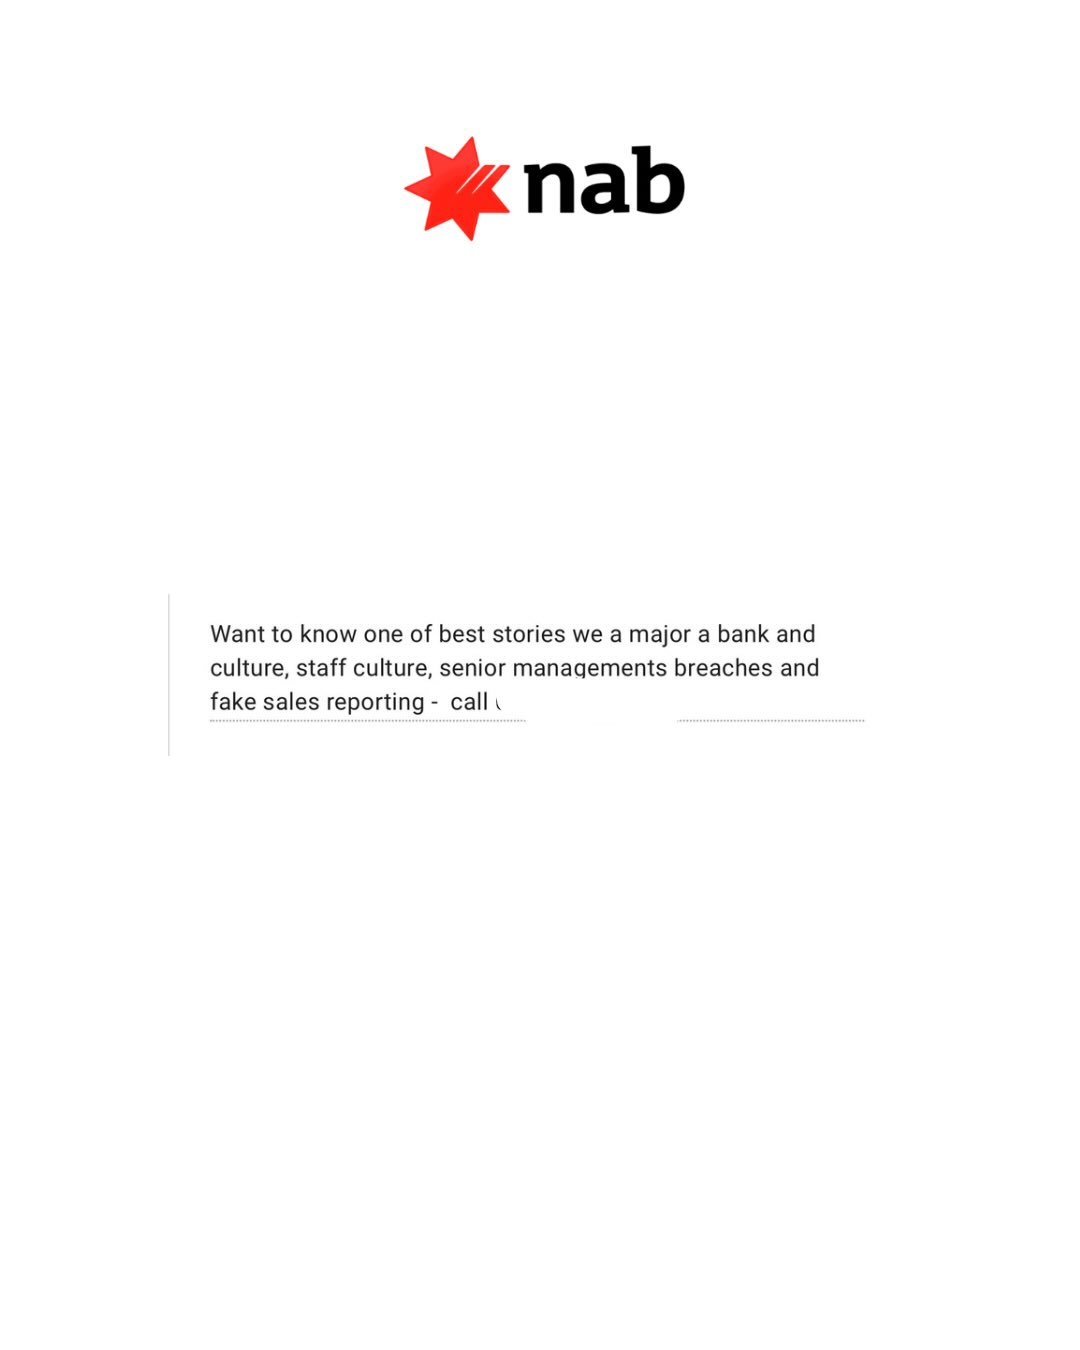 nab
Want to know one of best stories we a major a bank and
culture, staff culture, senior managements breaches and
fake sales reporting -  call